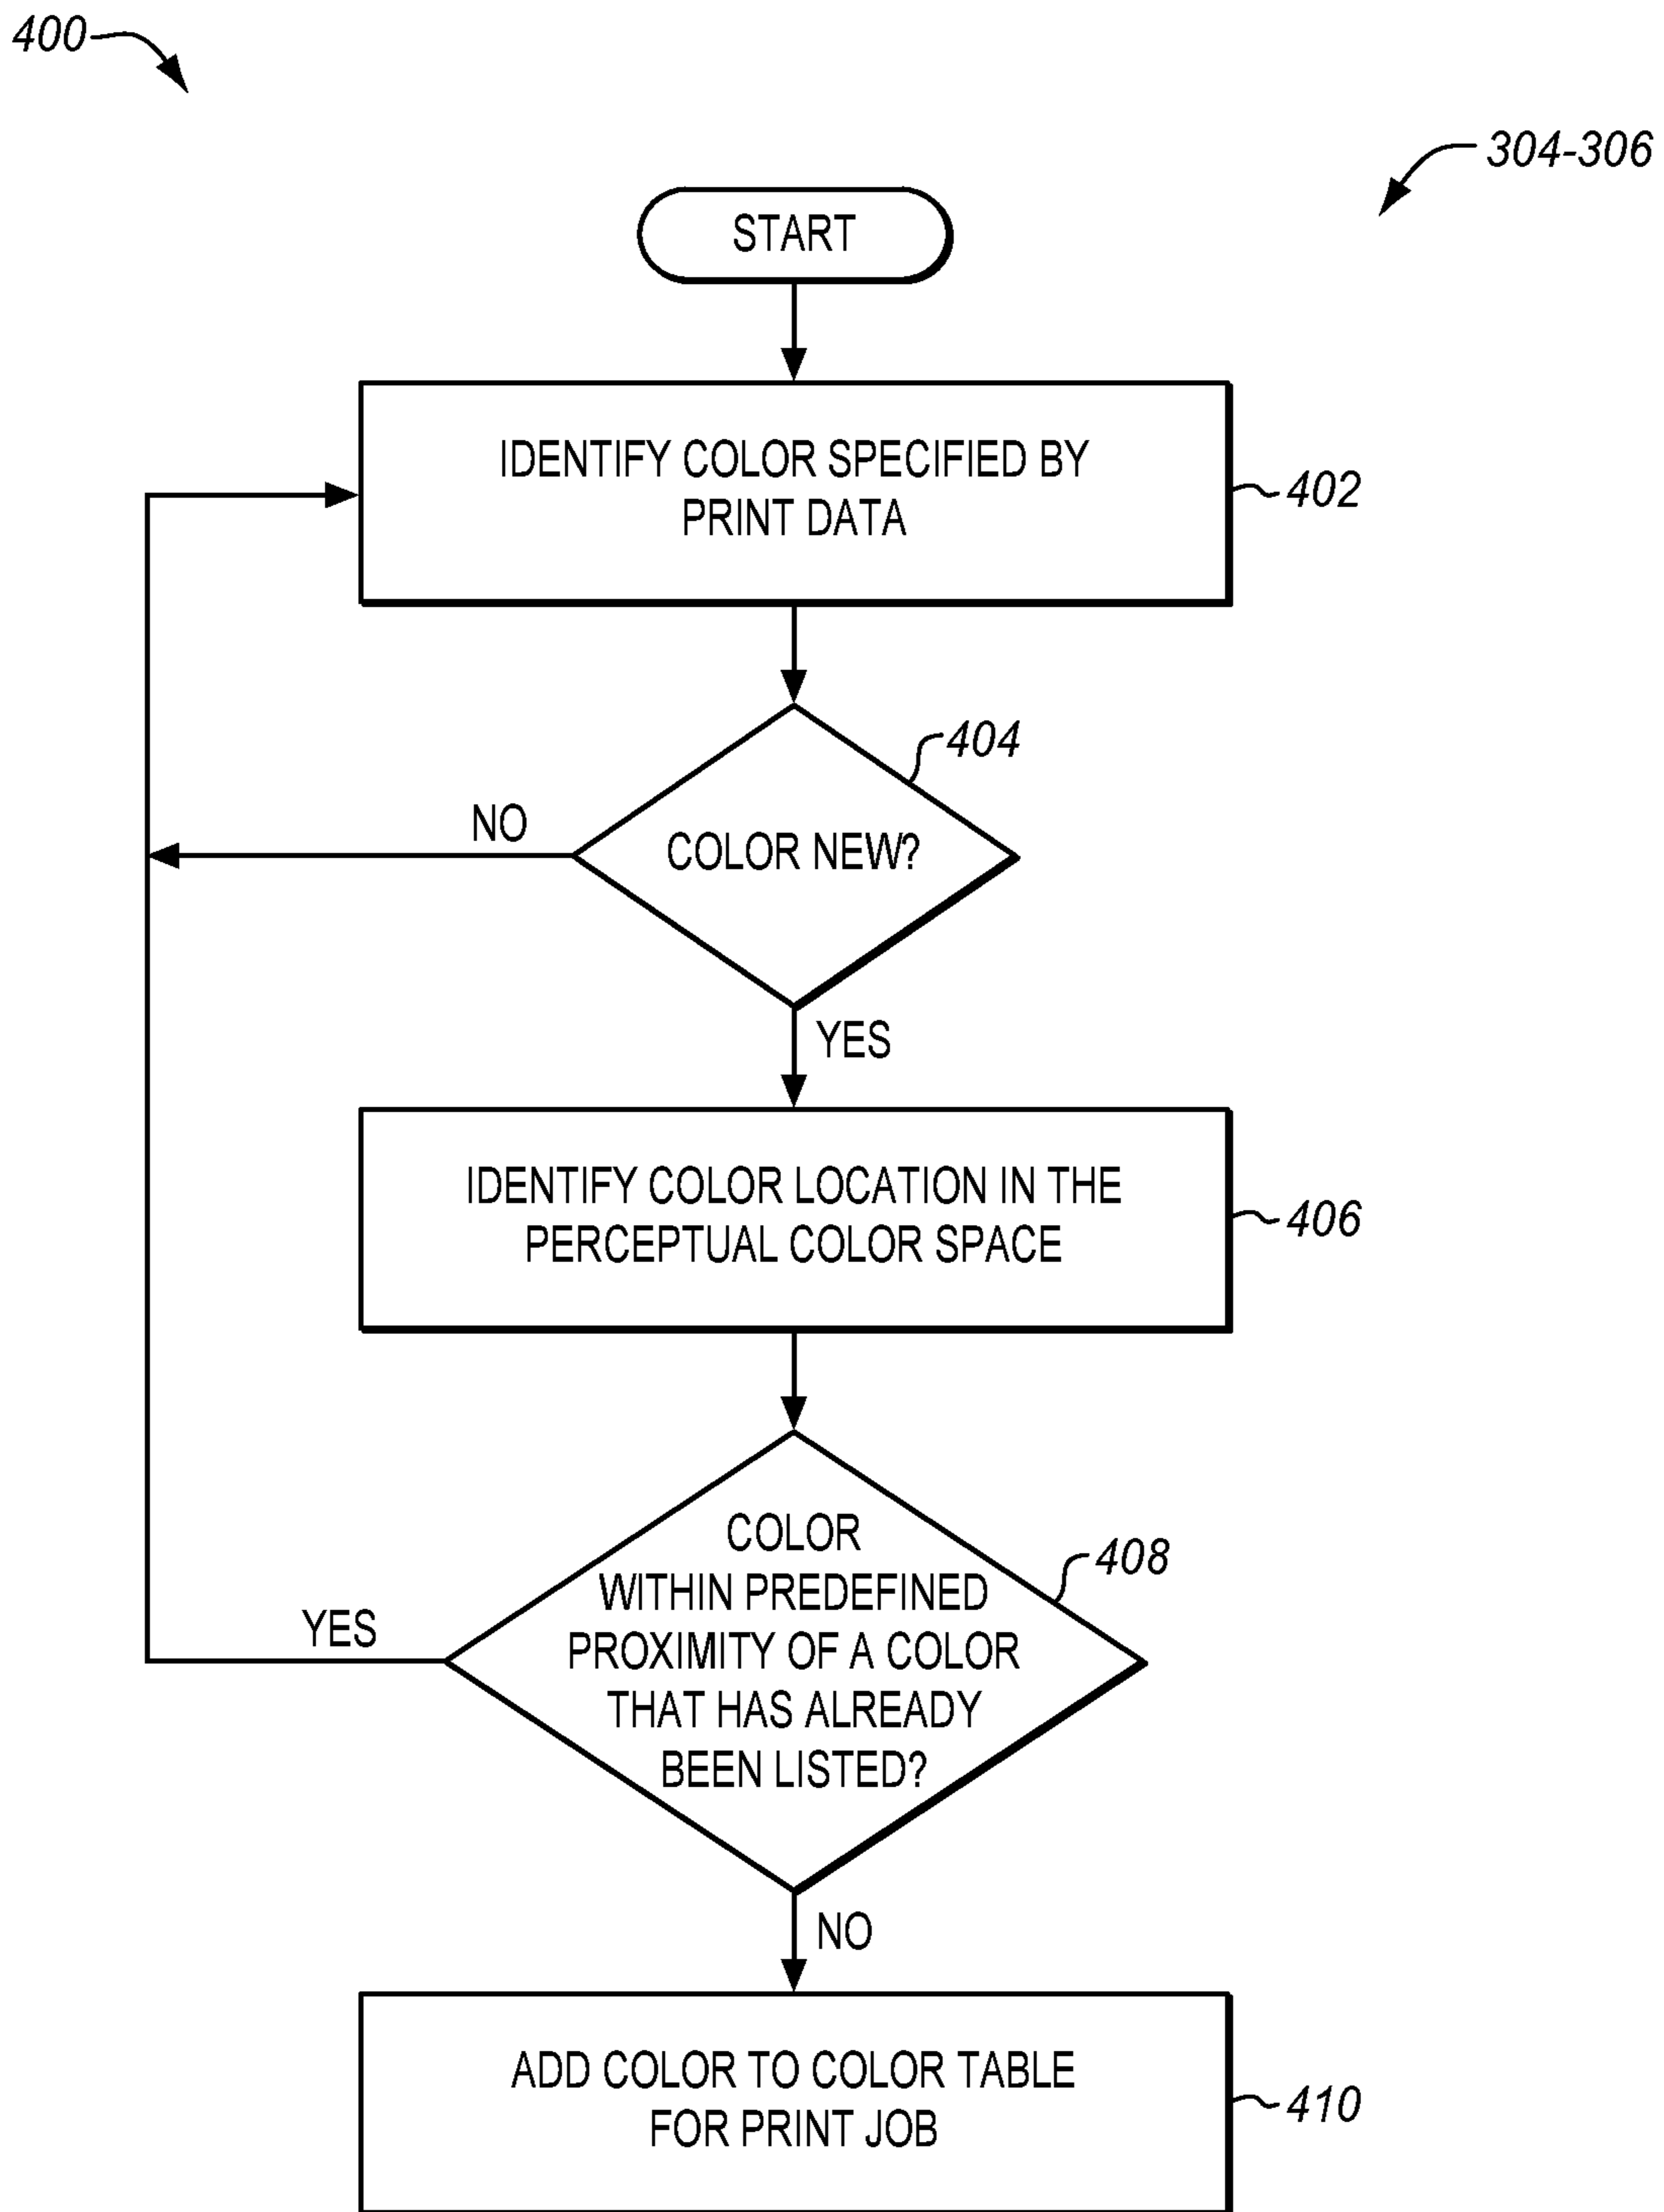 400
304-306
START
IDENTIFY COLOR SPECIFIED BY
PRINT DATA
402
404
COLOR NEW?
NO
YES
IDENTIFY COLOR LOCATION IN THE
PERCEPTUAL COLOR SPACE
406
COLOR
WITHIN PREDEFINED
PROXIMITY OF A COLOR
THAT HAS ALREADY
BEEN LISTED?
408
YES
NO
ADD COLOR TO COLOR TABLE
FOR PRINT JOB
410